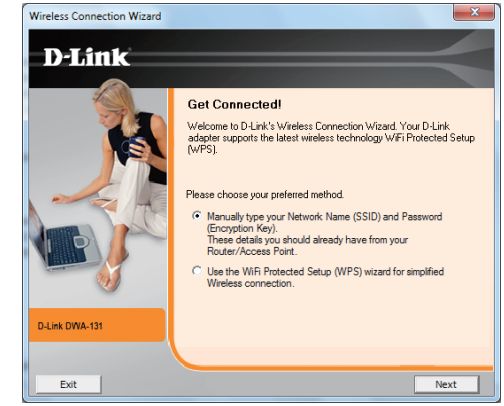 Wireless Connection Wizard
D-Link
Get Connected!
Welcome to D-Link's Wireless Connection Wizard. Your D-Link
adapter supports the latest wireless technology WiFi Protected Setup
(WPS).
Please choose your preferred method.
Manually type your Network Name (SSID) and Password
(Encryption Key).
These details you should already have from your
Router/Access Point.
Use the WiFi Protected Setup (WPS) wizard for simplified
Wireless connection.
D-Link DWA-131
Exit
Next